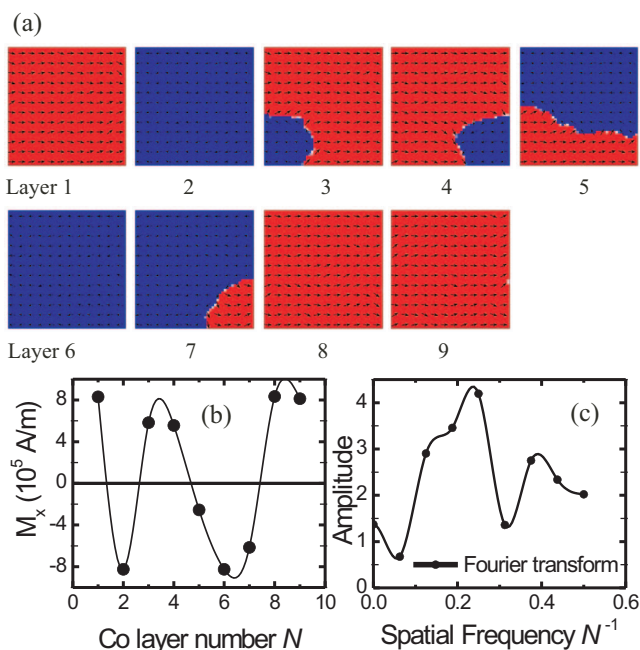 (a)
Layer 1 2 3 4 5
Layer 6 7 8 9
(b)
8
4
0
-4
-8
M_x (10^5 A/m)
0 2 4 6 8 10
Co layer number N
(c)
4
3
2
1
0
Amplitude
Fourier transform
0.0 0.2 0.4 0.6
Spatial Frequency N^-1